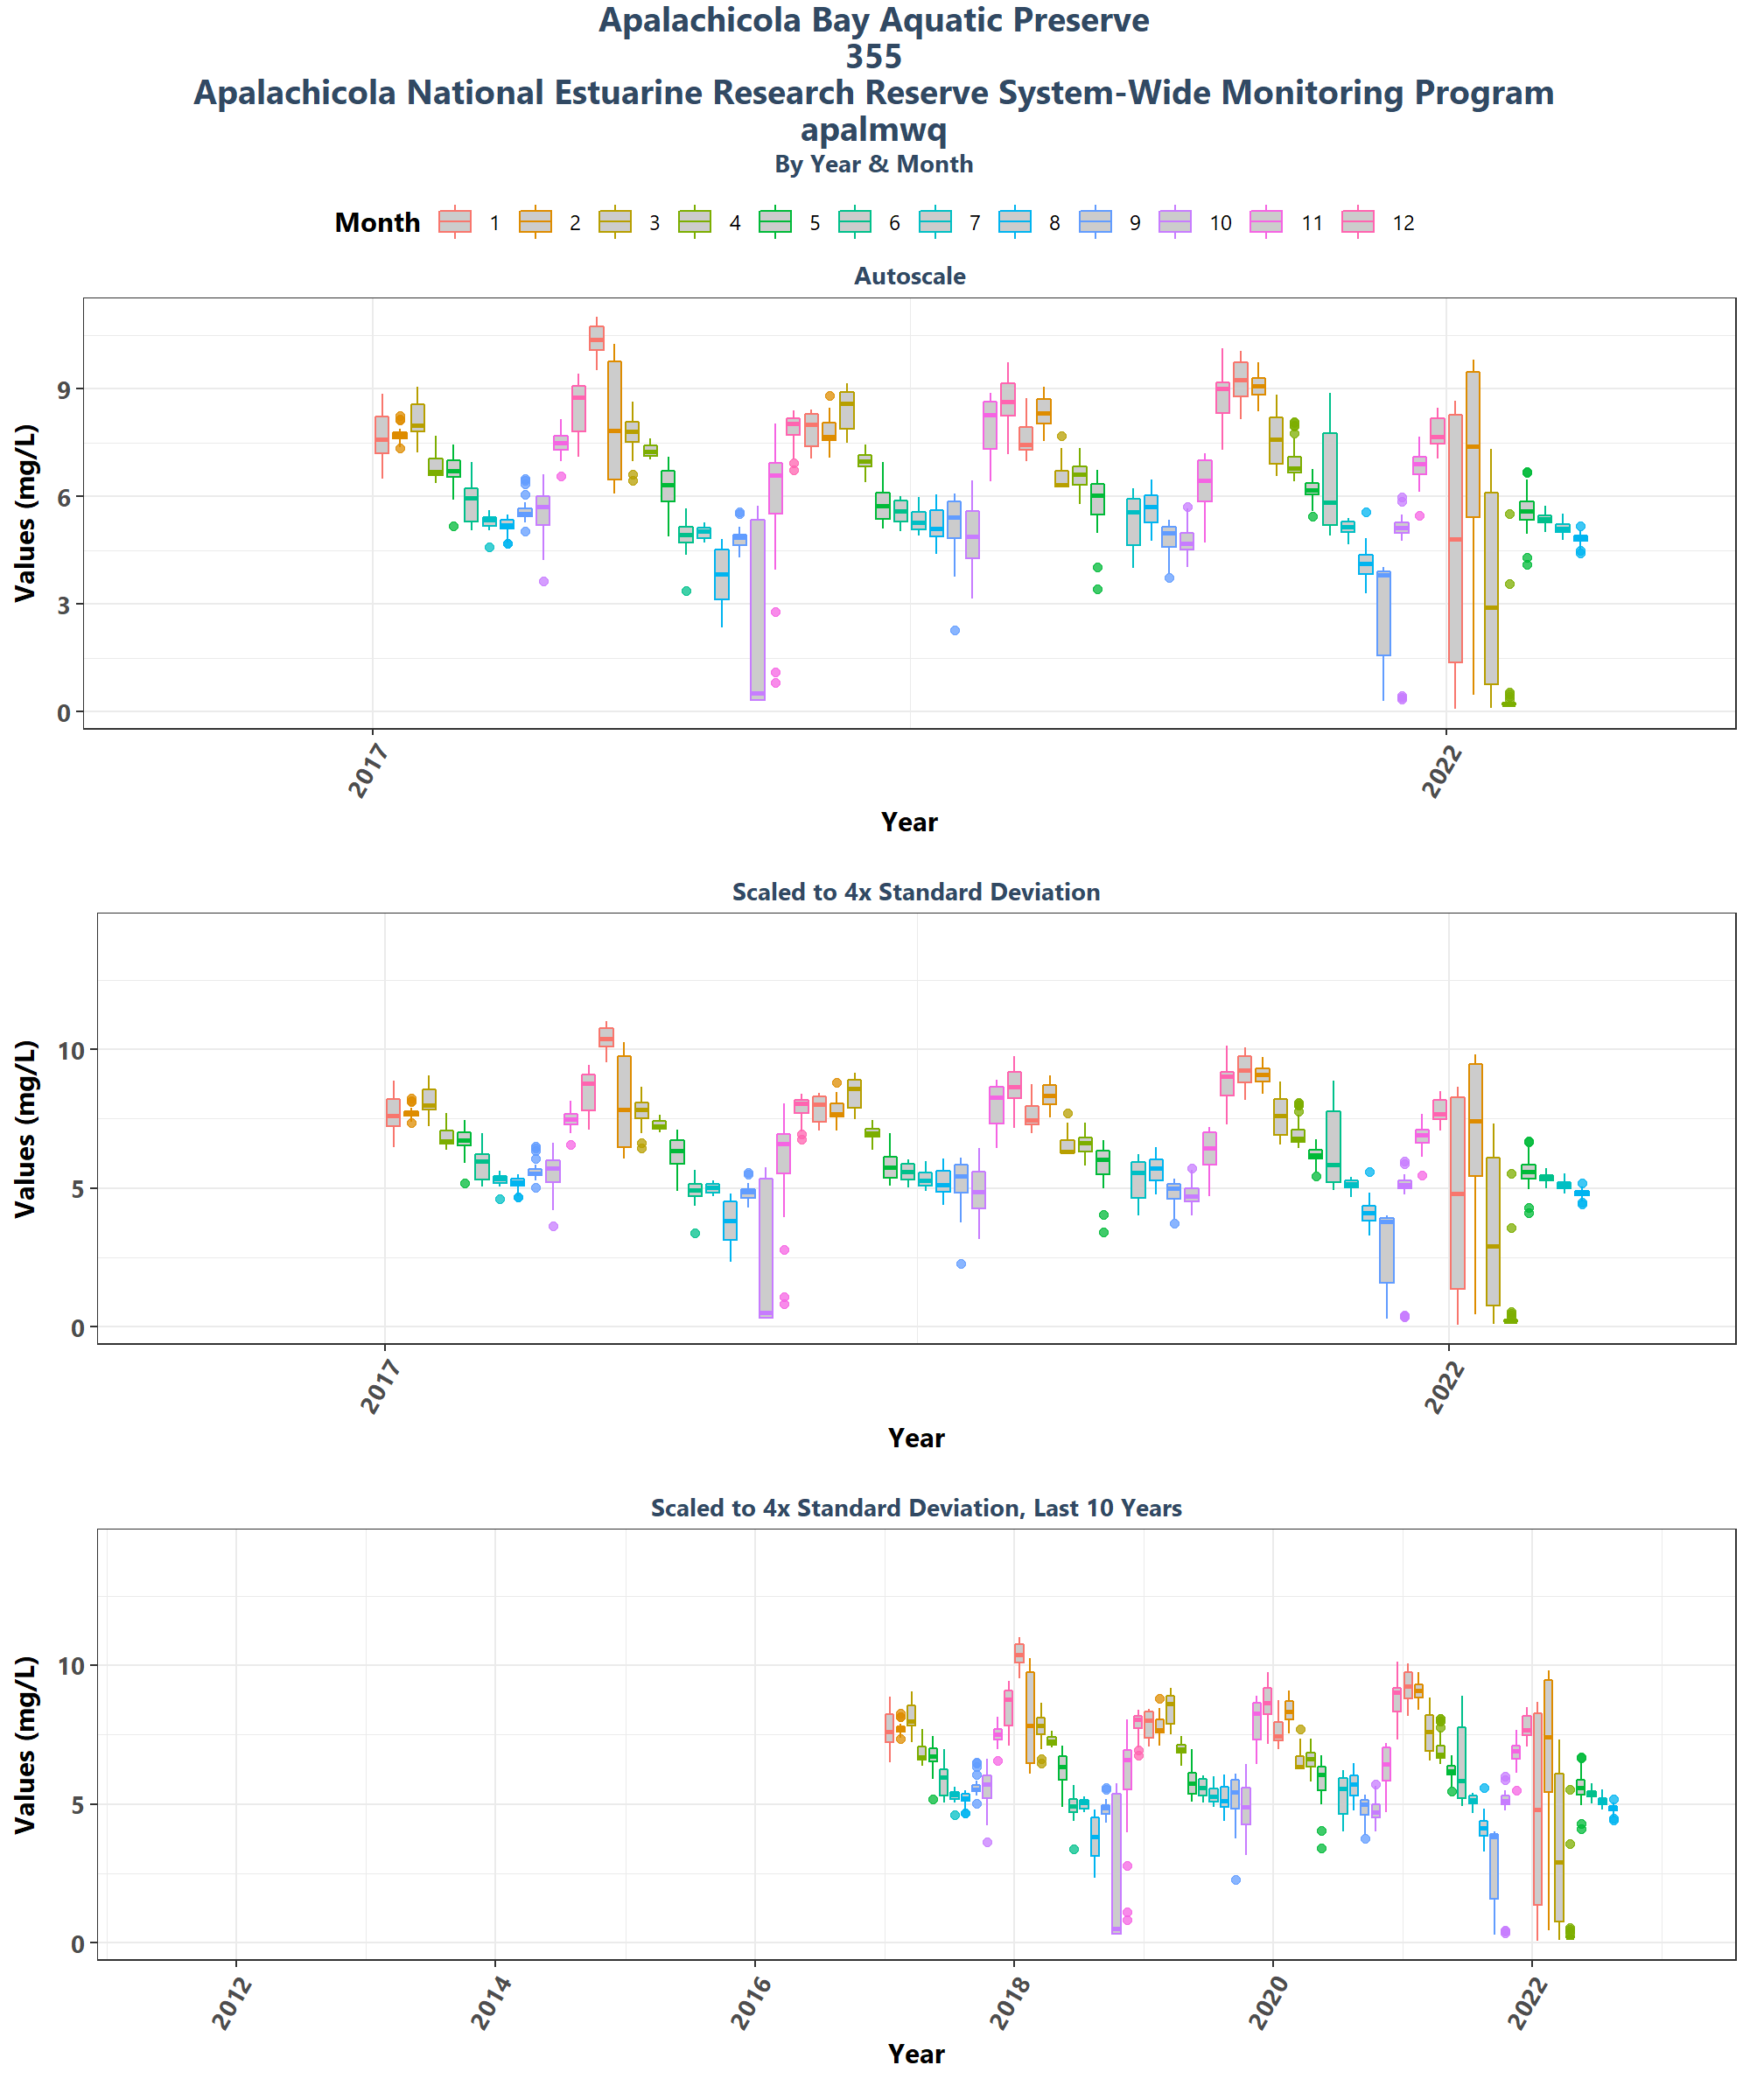 Apalachicola Bay Aquatic Preserve
355
Apalachicola National Estuarine Research Reserve System-Wide Monitoring Program
apalmwq
By Year & Month
Month 1 2 3 4 5 6 7 8 9 10 11 12
Autoscale
Values (mg/L)
9
6
3
0
2017 2022
Year
Scaled to 4x Standard Deviation
Values (mg/L)
10
5
0
2017 2022
Year
Scaled to 4x Standard Deviation, Last 10 Years
Values (mg/L)
10
5
0
2012 2014 2016 2018 2020 2022
Year